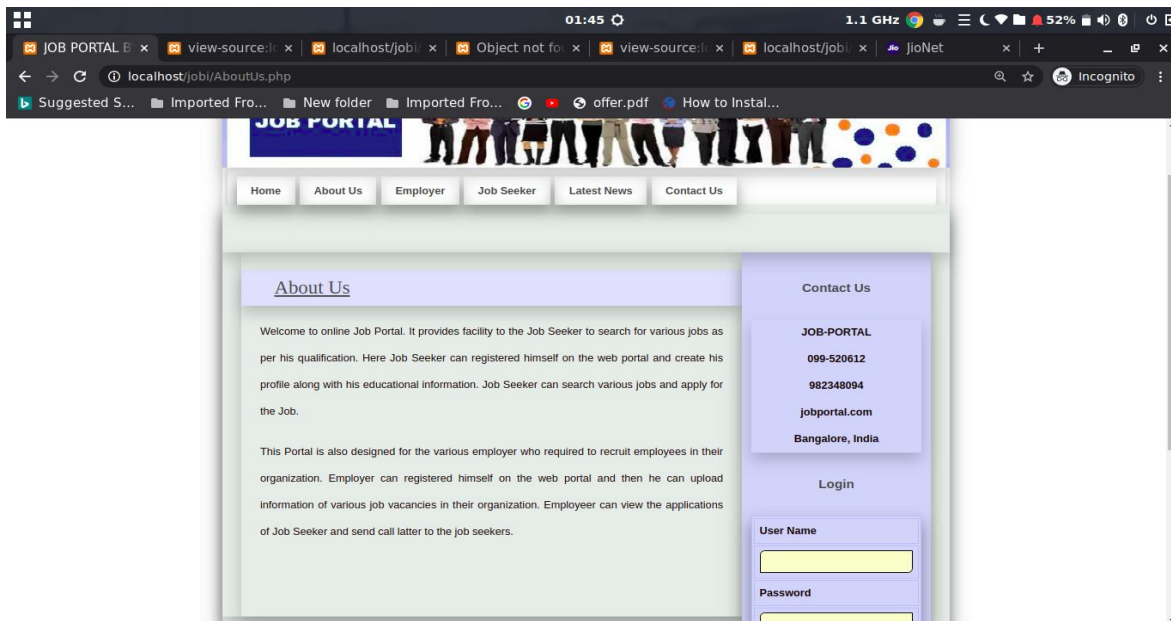 01:45
1.1 GHz
52%
JOB PORTAL B
view-source:lo
localhost/jobi/
Object not fou
view-source:lo
localhost/jobi/
Jio JioNet
localhost/jobi/AboutUs.php
Incognito
Suggested S...
Imported Fro...
New folder
Imported Fro...
offer.pdf
How to Instal...
JOB PORTAL
Home
About Us
Employer
Job Seeker
Latest News
Contact Us
About Us
Welcome to online Job Portal. It provides facility to the Job Seeker to search for various jobs as
per his qualification. Here Job Seeker can registered himself on the web portal and create his
profile along with his educational information. Job Seeker can search various jobs and apply for
the Job.
This Portal is also designed for the various employer who required to recruit employees in their
organization. Employer can registered himself on the web portal and then he can upload
information of various job vacancies in their organization. Employeer can view the applications
of Job Seeker and send call latter to the job seekers.
Contact Us
JOB-PORTAL
099-520612
982348094
jobportal.com
Bangalore, India
Login
User Name
Password